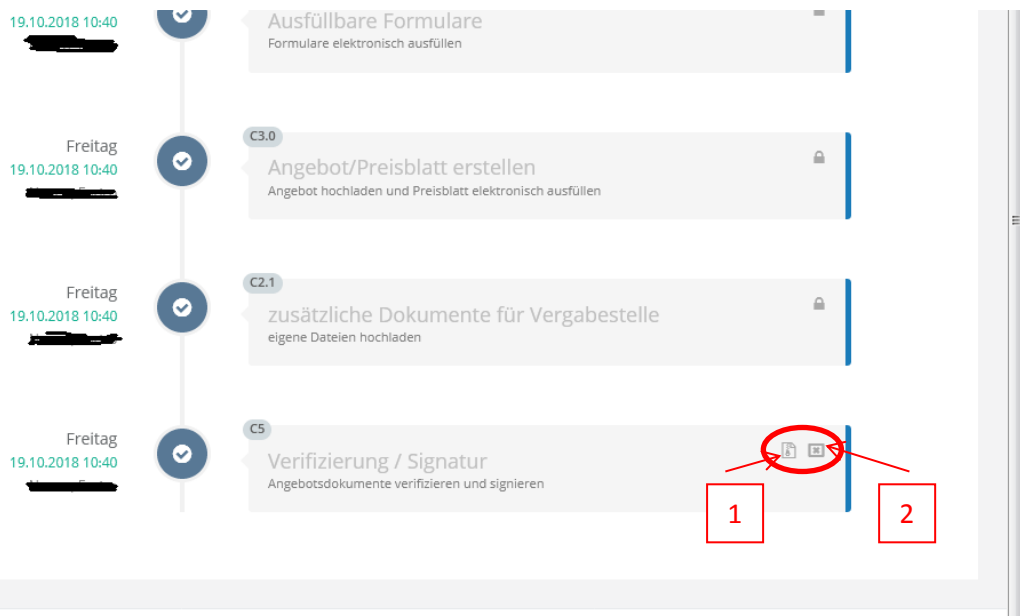 19.10.2018 10:40
Ausfüllbare Formulare
Formulare elektronisch ausfüllen
Freitag
19.10.2018 10:40
C3.0
Angebot/Preisblatt erstellen
Angebot hochladen und Preisblatt elektronisch ausfüllen
Freitag
19.10.2018 10:40
C2.1
zusätzliche Dokumente für Vergabestelle
eigene Dateien hochladen
Freitag
19.10.2018 10:40
C5
Verifizierung / Signatur
Angebotsdokumente verifizieren und signieren
1
2